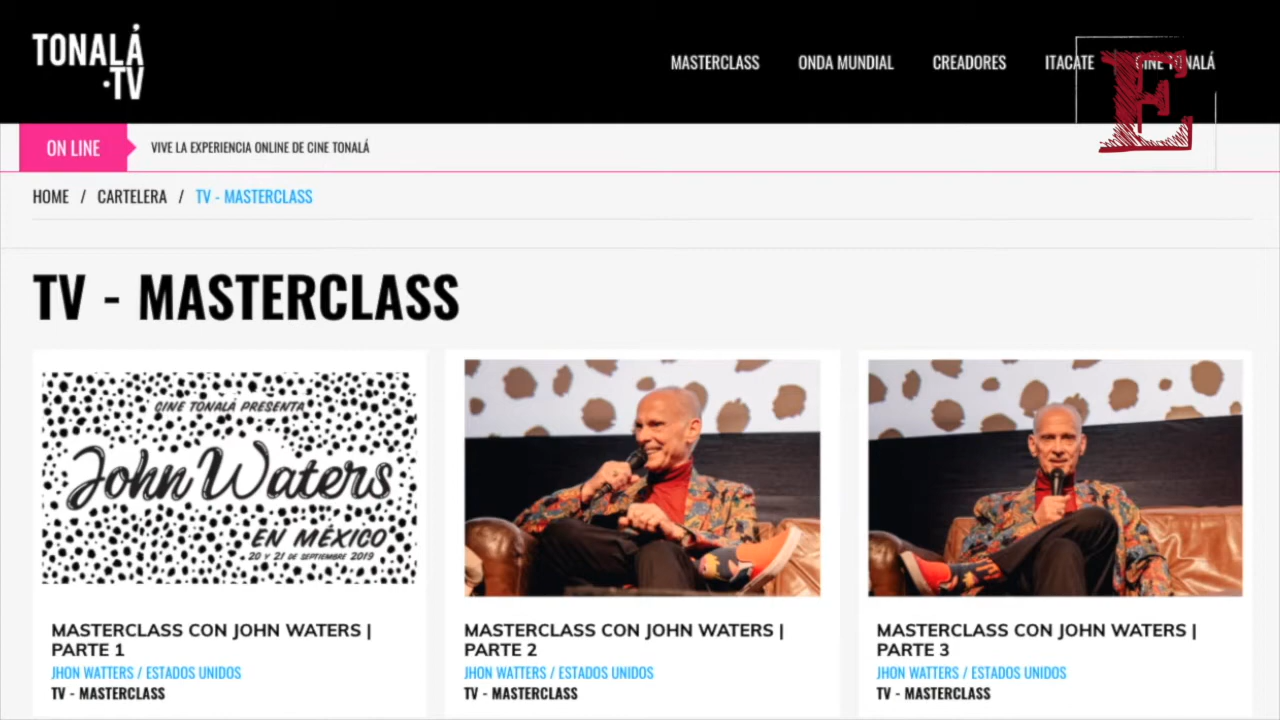 TONALÁ
·TV
MASTERCLASS
ONDA MUNDIAL
CREADORES
ITACATE
CINE TONALÁ
E
ON LINE
VIVE LA EXPERIENCIA ONLINE DE CINE TONALÁ
HOME / CARTELERA / TV - MASTERCLASS
TV - MASTERCLASS
CINE TONALÁ PRESENTA
John Waters
EN MÉXICO
20 Y 21 DE SEPTIEMBRE 2019
MASTERCLASS CON JOHN WATERS |
PARTE 1
JHON WATTERS / ESTADOS UNIDOS
TV - MASTERCLASS
MASTERCLASS CON JOHN WATERS |
PARTE 2
JHON WATTERS / ESTADOS UNIDOS
TV - MASTERCLASS
MASTERCLASS CON JOHN WATERS |
PARTE 3
JHON WATTERS / ESTADOS UNIDOS
TV - MASTERCLASS